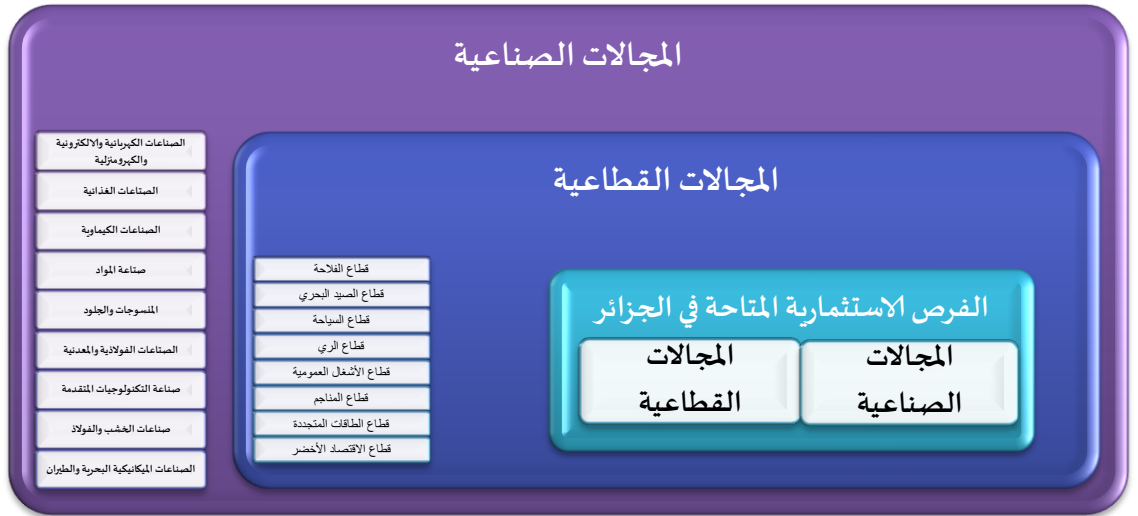 المجالات الصناعية
الصناعات الكهربائية والالكترونية
والكهرومنزلية
الصناعات الغذائية
الصناعات الكيماوية
صناعة المواد
المنسوجات والجلود
الصناعات الفولاذية والمعدنية
صناعة التكنولوجيات المتقدمة
صناعات الخشب والفولاذ
الصناعات الميكانيكية البحرية والطيران
المجالات القطاعية
قطاع الفلاحة
قطاع الصيد البحري
قطاع السياحة
قطاع الري
قطاع الأشغال العمومية
قطاع المناجم
قطاع الطاقات المتجددة
قطاع الاقتصاد الأخضر
الفرص الاستثمارية المتاحة في الجزائر
المجالات
الصناعية
المجالات
القطاعية